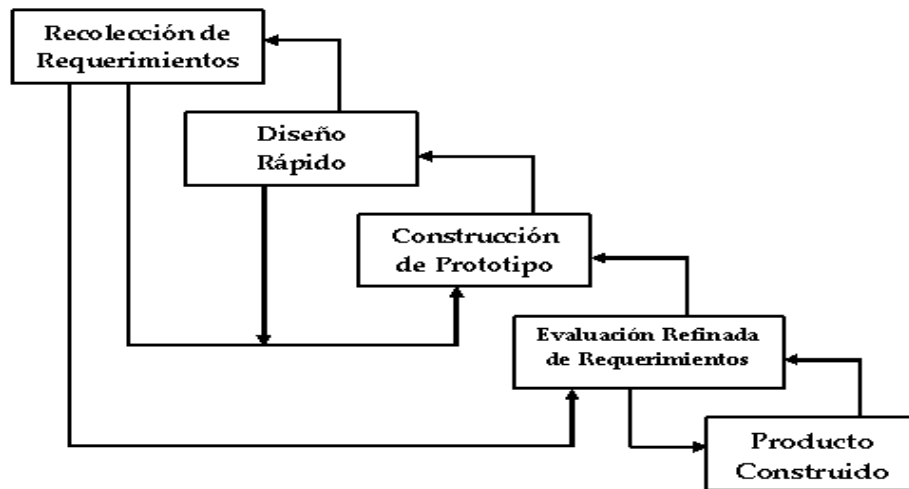 Recolección de
Requerimientos
Diseño
Rápido
Construcción
de Prototipo
Evaluación Refinada
de Requerimientos
Producto
Construido